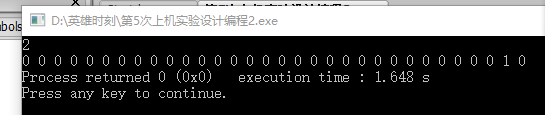 D:\英雄时刻\第5次上机实验设计编程2.exe
2
0 0 0 0 0 0 0 0 0 0 0 0 0 0 0 0 0 0 0 0 0 0 0 0 0 0 0 0 0 0 1 0
Process returned 0 (0x0)   execution time : 1.648 s
Press any key to continue.